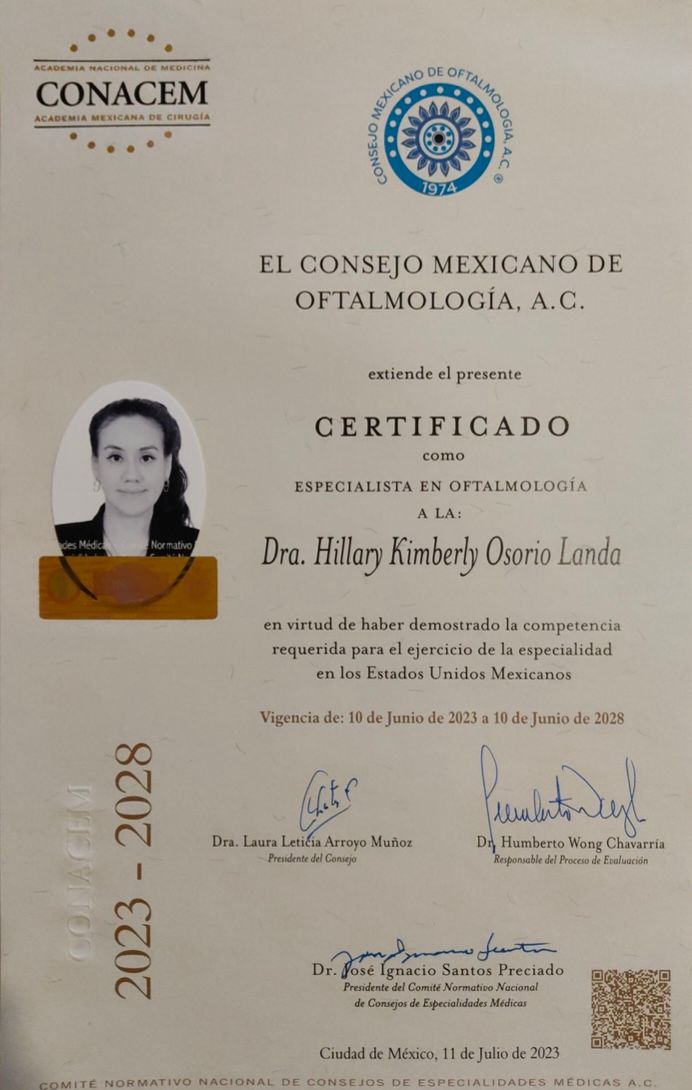 ACADEMIA NACIONAL DE MEDICINA
CONACEM
ACADEMIA MEXICANA DE CIRUGÍA
CONSEJO MEXICANO DE OFTALMOLOGÍA, A.C. ®
1974
EL CONSEJO MEXICANO DE
OFTALMOLOGÍA, A.C.
extiende el presente
CERTIFICADO
como
ESPECIALISTA EN OFTALMOLOGÍA
A LA:
Dra. Hillary Kimberly Osorio Landa
Normativo
en virtud de haber demostrado la competencia
requerida para el ejercicio de la especialidad
en los Estados Unidos Mexicanos
Vigencia de: 10 de Junio de 2023 a 10 de Junio de 2028
CONACEM
2023 - 2028
Dra. Laura Leticia Arroyo Muñoz
Presidente del Consejo
Dr. Humberto Wong Chavarría
Responsable del Proceso de Evaluación
Dr. José Ignacio Santos Preciado
Presidente del Comité Normativo Nacional
de Consejos de Especialidades Médicas
Ciudad de México, 11 de Julio de 2023
COMITÉ NORMATIVO NACIONAL DE CONSEJOS DE ESPECIALIDADES MÉDICAS A.C.